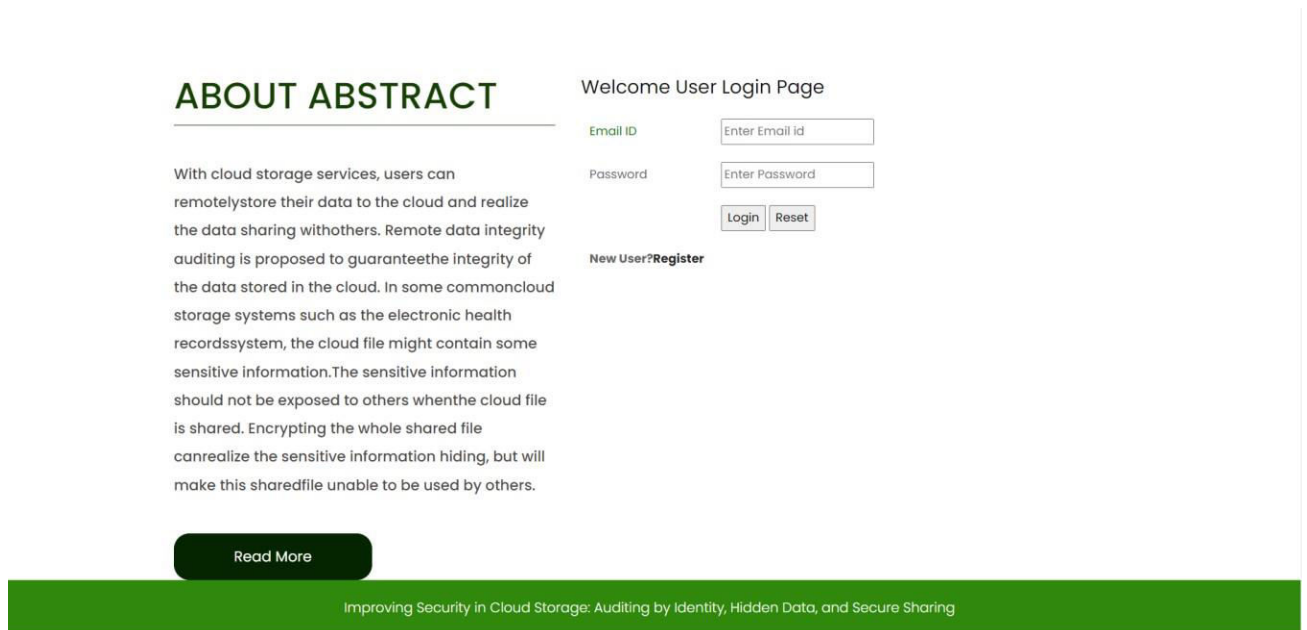 ABOUT ABSTRACT
With cloud storage services, users can
remotelystore their data to the cloud and realize
the data sharing withothers. Remote data integrity
auditing is proposed to guaranteethe integrity of
the data stored in the cloud. In some commoncloud
storage systems such as the electronic health
recordssystem, the cloud file might contain some
sensitive information.The sensitive information
should not be exposed to others whenthe cloud file
is shared. Encrypting the whole shared file
canrealize the sensitive information hiding, but will
make this sharedfile unable to be used by others.
Read More
Welcome User Login Page
Email ID Enter Email id
Password Enter Password
Login Reset
New User?Register
Improving Security in Cloud Storage: Auditing by Identity, Hidden Data, and Secure Sharing